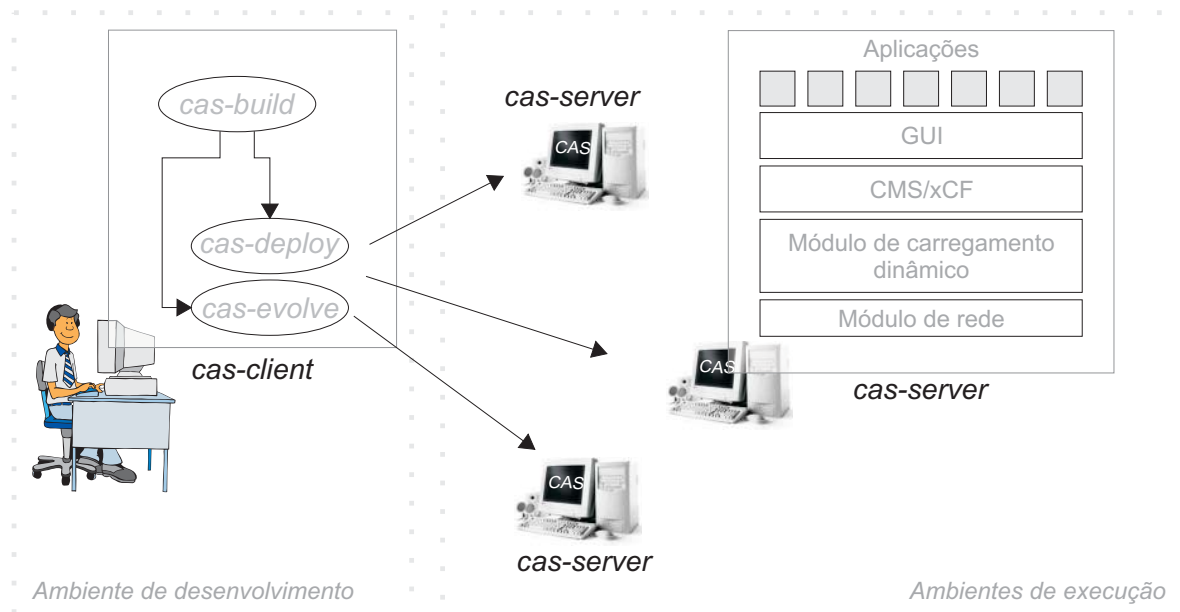 cas-build
cas-deploy
cas-evolve
cas-client
cas-server
CAS
CAS
cas-server
CAS
cas-server
Aplicações
GUI
CMS/xCF
Módulo de carregamento
dinâmico
Módulo de rede
Ambiente de desenvolvimento
Ambientes de execução